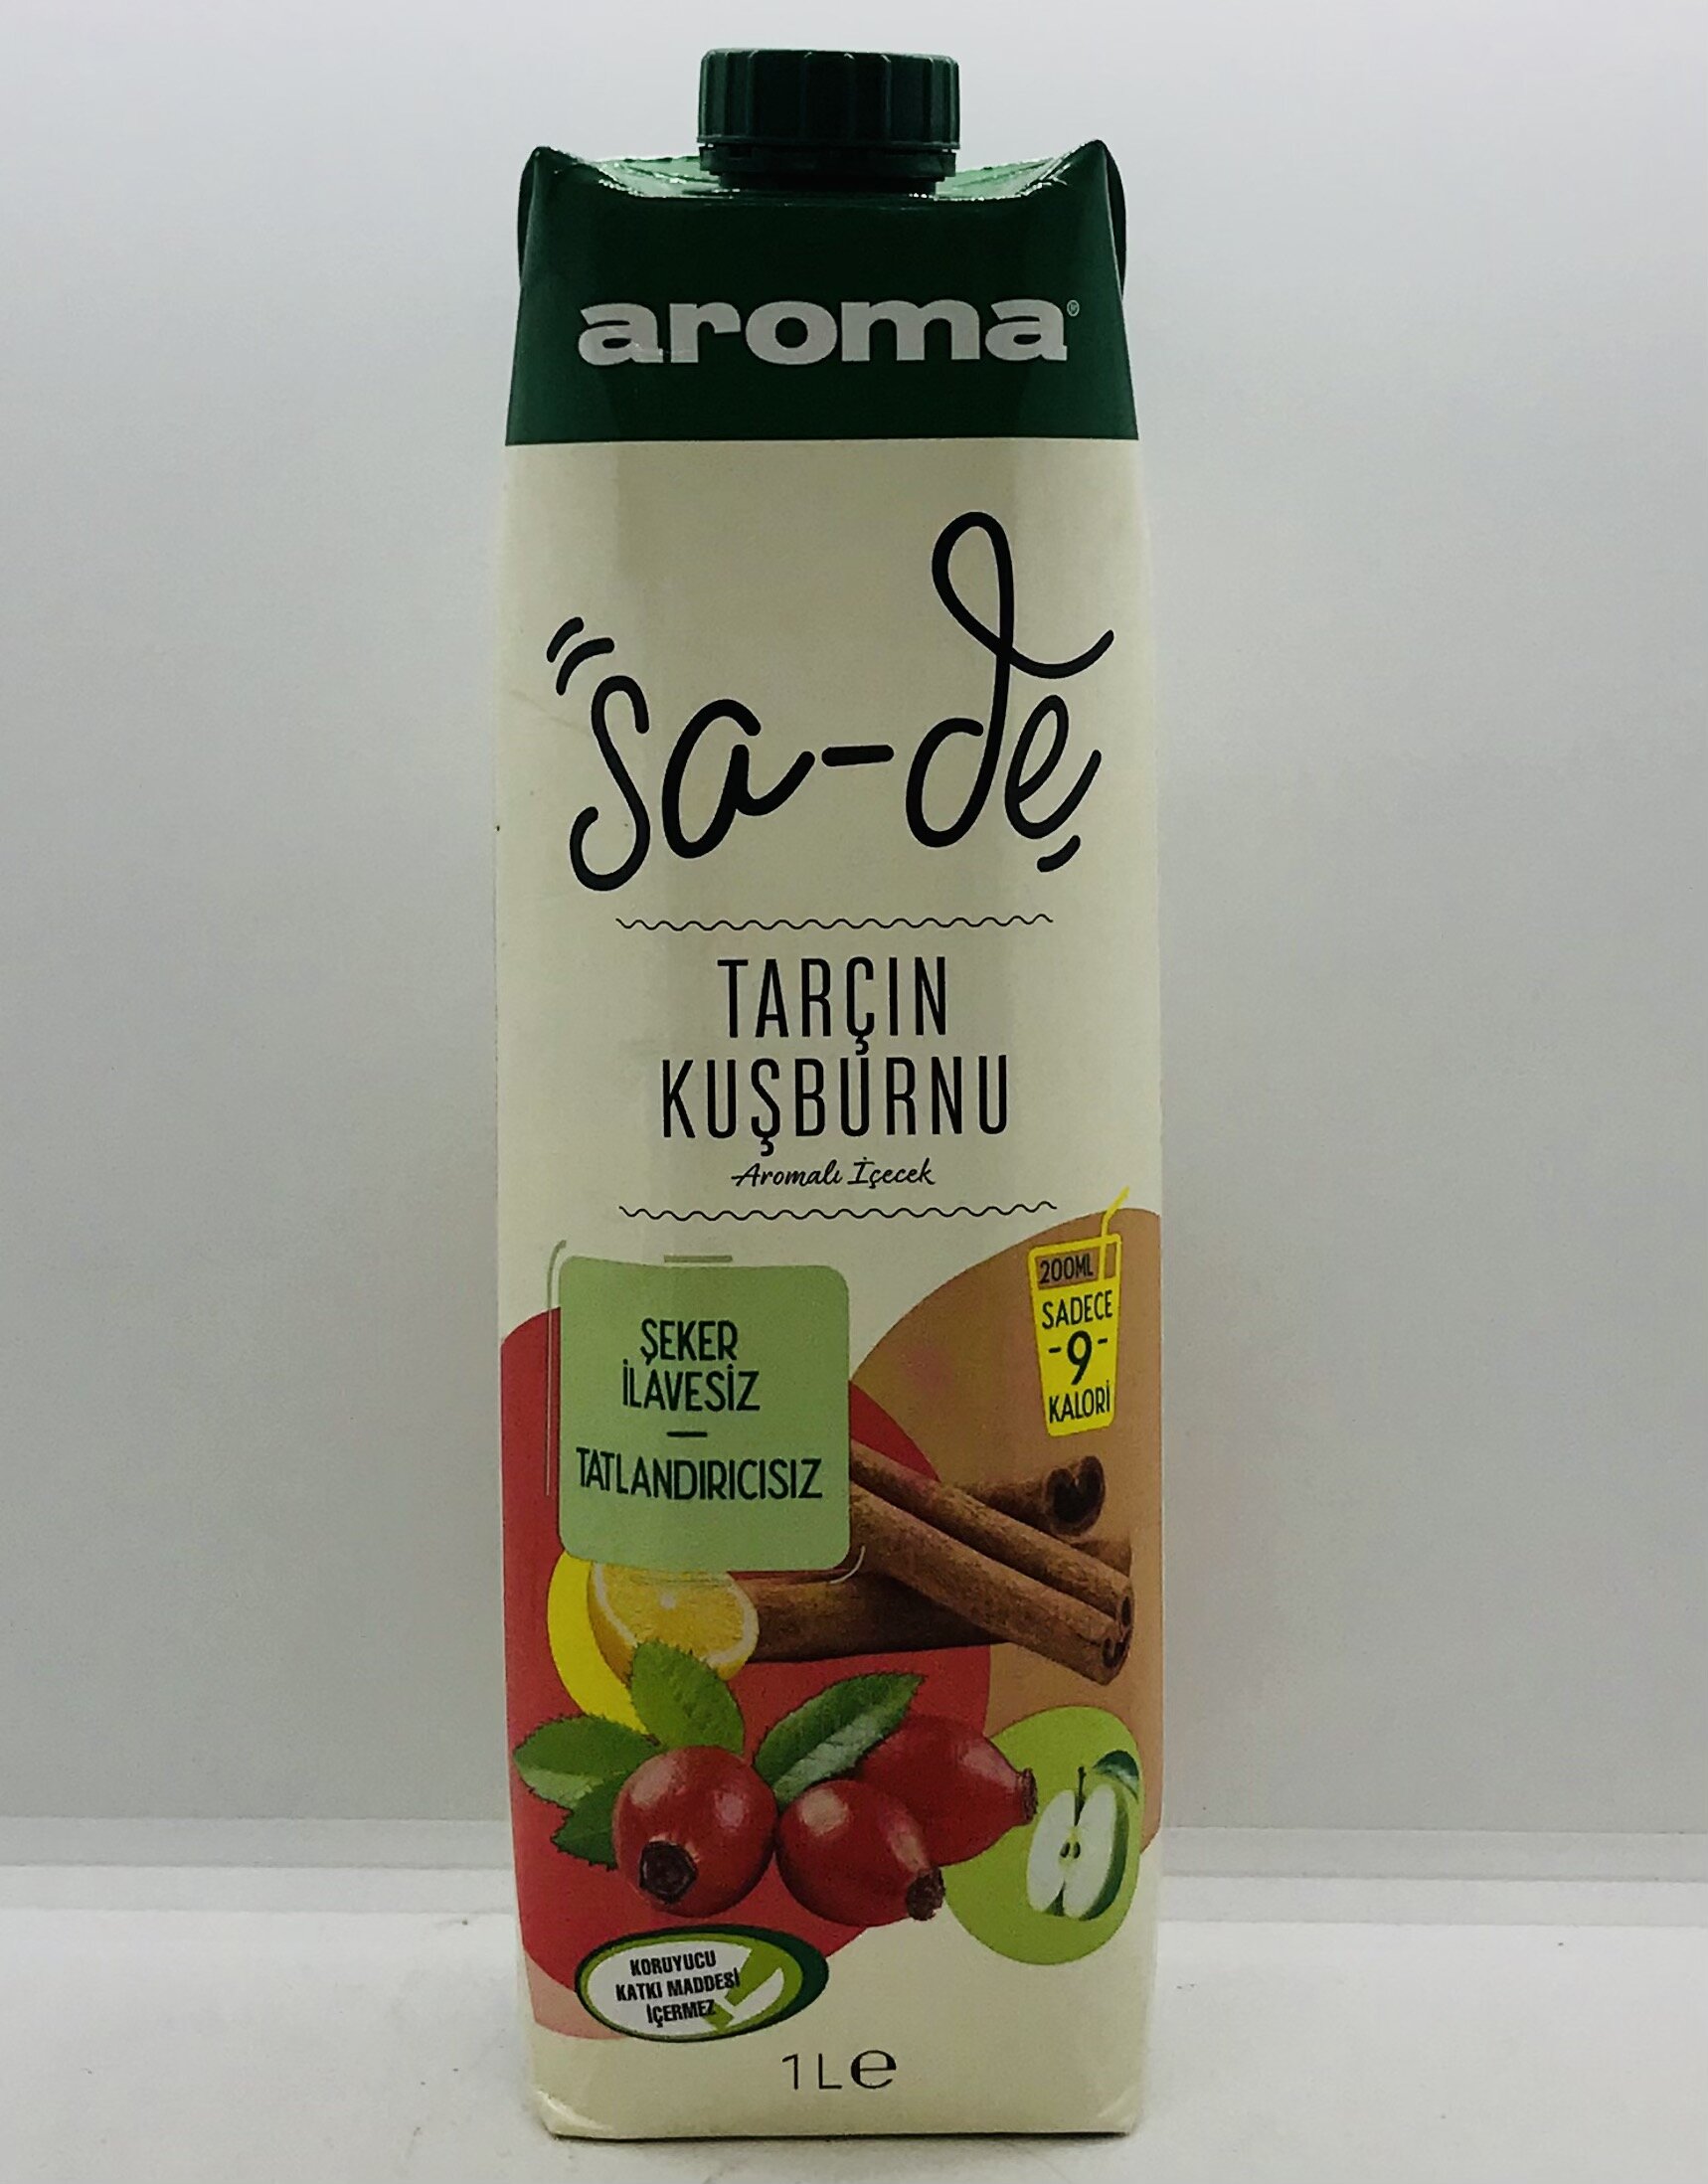 aroma®
sa-de
TARÇIN
KUŞBURNU
Aromalı İçecek
200ML
SADECE
-9-
KALORİ
ŞEKER
İLAVESİZ
TATLANDIRICISIZ
KORUYUCU
KATKI MADDESİ
İÇERMEZ
1L℮